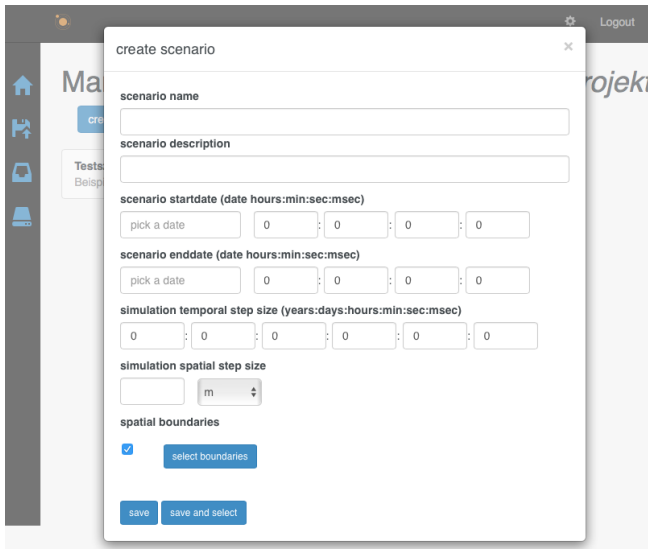 Logout
create scenario ×
Ma rojekt
scenario name
cre
scenario description
Tests
Beisp
scenario startdate (date hours:min:sec:msec)
pick a date 0 : 0 : 0 : 0
scenario enddate (date hours:min:sec:msec)
pick a date 0 : 0 : 0 : 0
simulation temporal step size (years:days:hours:min:sec:msec)
0 : 0 : 0 : 0 : 0 : 0
simulation spatial step size
m
spatial boundaries
select boundaries
save save and select